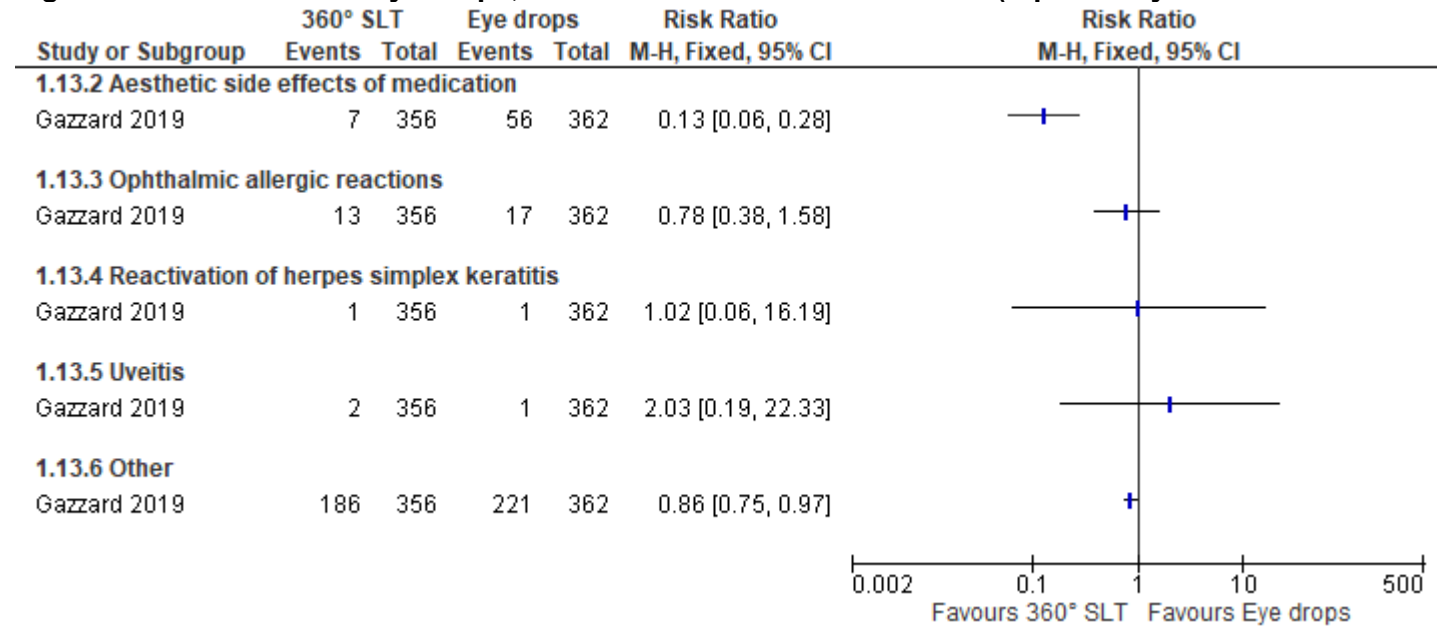 360° SLT Eye drops Risk Ratio Risk Ratio
Study or Subgroup Events Total Events Total M-H, Fixed, 95% CI M-H, Fixed, 95% CI
1.13.2 Aesthetic side effects of medication
Gazzard 2019 7 356 56 362 0.13 [0.06, 0.28]
1.13.3 Ophthalmic allergic reactions
Gazzard 2019 13 356 17 362 0.78 [0.38, 1.58]
1.13.4 Reactivation of herpes simplex keratitis
Gazzard 2019 1 356 1 362 1.02 [0.06, 16.19]
1.13.5 Uveitis
Gazzard 2019 2 356 1 362 2.03 [0.19, 22.33]
1.13.6 Other
Gazzard 2019 186 356 221 362 0.86 [0.75, 0.97]
0.002 0.1 1 10 500
Favours 360° SLT Favours Eye drops